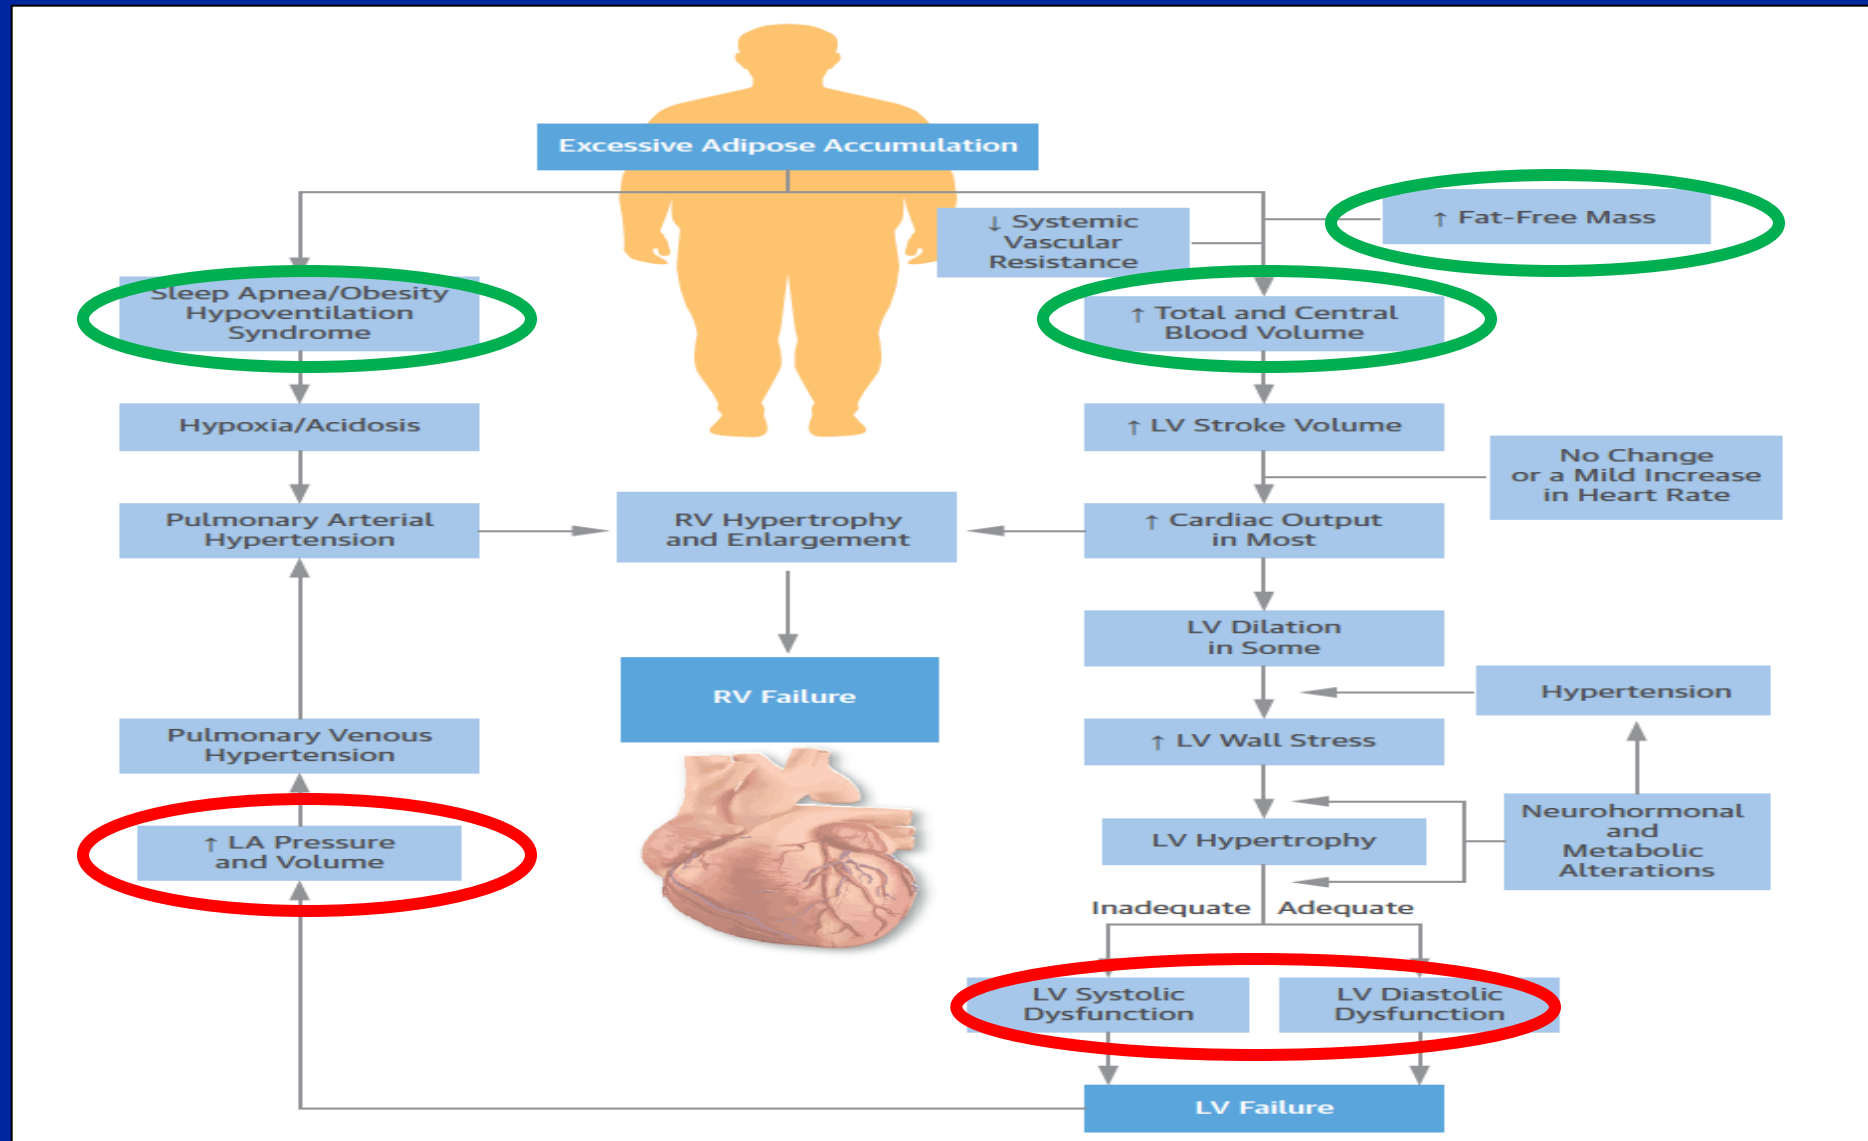 Excessive Adipose Accumulation
↓ Systemic
Vascular
Resistance
↑ Fat-Free Mass
Sleep Apnea/Obesity
Hypoventilation
Syndrome
↑ Total and Central
Blood Volume
Hypoxia/Acidosis
↑ LV Stroke Volume
No Change
or a Mild Increase
in Heart Rate
Pulmonary Arterial
Hypertension
RV Hypertrophy
and Enlargement
↑ Cardiac Output
in Most
LV Dilation
in Some
RV Failure
Hypertension
Pulmonary Venous
Hypertension
↑ LV Wall Stress
↑ LA Pressure
and Volume
LV Hypertrophy
Neurohormonal
and
Metabolic
Alterations
Inadequate
Adequate
LV Systolic
Dysfunction
LV Diastolic
Dysfunction
LV Failure